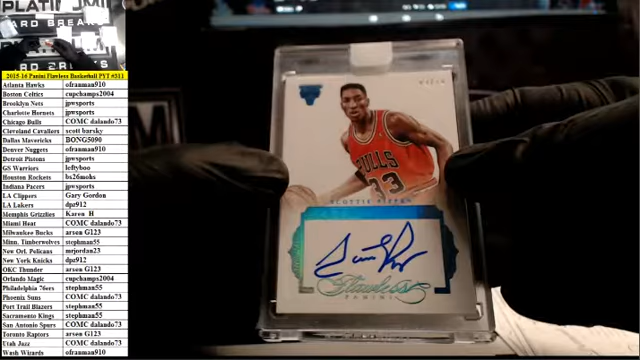 PLATINUM
CARD BREAKS
2015-16 Panini Flawless Basketball PYT #311
Atlanta Hawks ofranman910
Boston Celtics cupchamps2004
Brooklyn Nets jpwsports
Charlotte Hornets jpwsports
Chicago Bulls COMC dalando73
Cleveland Cavaliers scott barsky
Dallas Mavericks BONG5090
Denver Nuggets ofranman910
Detroit Pistons jpwsports
GS Warriors leftyboo
Houston Rockets bs26mohs
Indiana Pacers jpwsports
LA Clippers Gary Gordon
LA Lakers dpz912
Memphis Grizzlies Karen H
Miami Heat COMC dalando73
Milwaukee Bucks arsen G123
Minn. Timberwolves stephman55
New Orl. Pelicans mrjordan23
New York Knicks dpz912
OKC Thunder arsen G123
Orlando Magic cupchamps2004
Philadelphia 76ers stephman55
Phoenix Suns COMC dalando73
Port Trail Blazers stephman55
Sacramento Kings stephman55
San Antonio Spurs COMC dalando73
Toronto Raptors arsen G123
Utah Jazz COMC dalando73
Wash Wizards ofranman910
BULLS
33
SCOTTIE PIPPEN
Flawless
PANINI